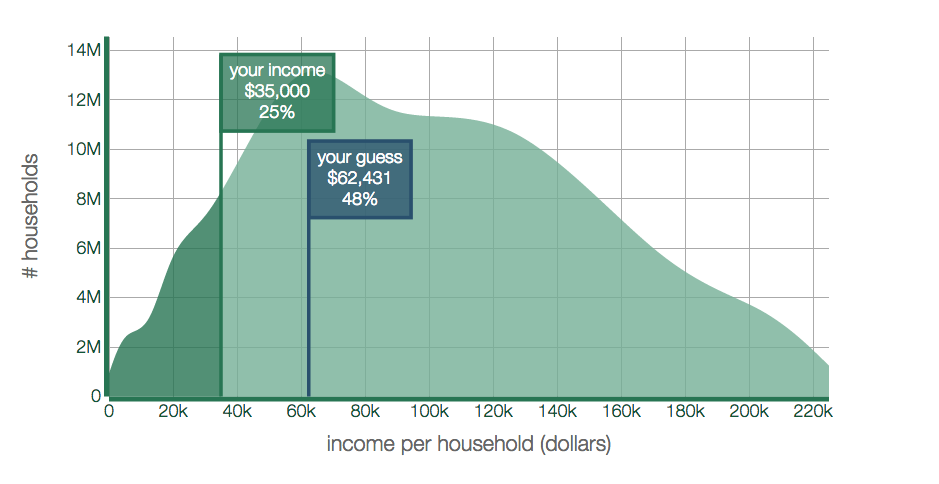 14M
12M
10M
8M
6M
4M
2M
0
# households
your income
$35,000
25%
your guess
$62,431
48%
0 20k 40k 60k 80k 100k 120k 140k 160k 180k 200k 220k
income per household (dollars)